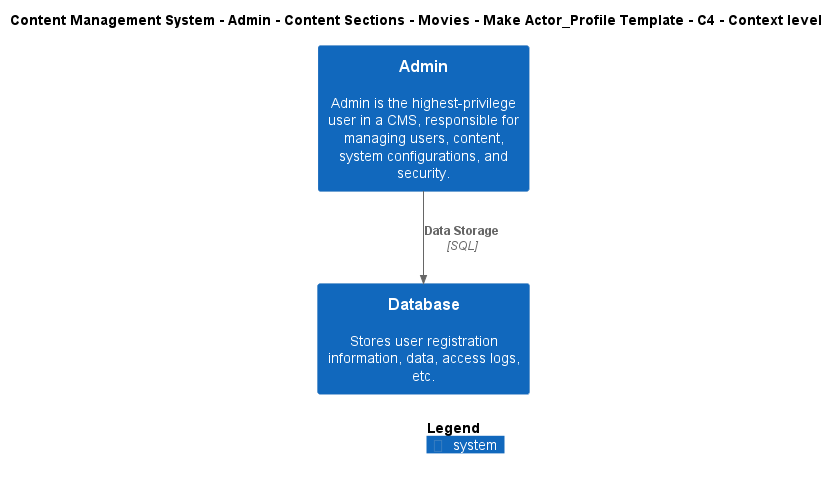 Content Management System - Admin - Content Sections - Movies - Make Actor_Profile Template - C4 - Context level
Admin
Admin is the highest-privilege
user in a CMS, responsible for
managing users, content,
system configurations, and
security.
Data Storage
[SQL]
Database
Stores user registration
information, data, access logs,
etc.
Legend
system